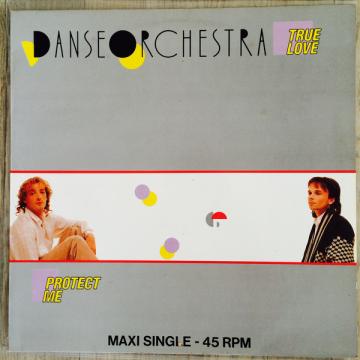 DANSEORCHESTRA
TRUE
LOVE
PROTECT
ME
MAXI SINGLE - 45 RPM